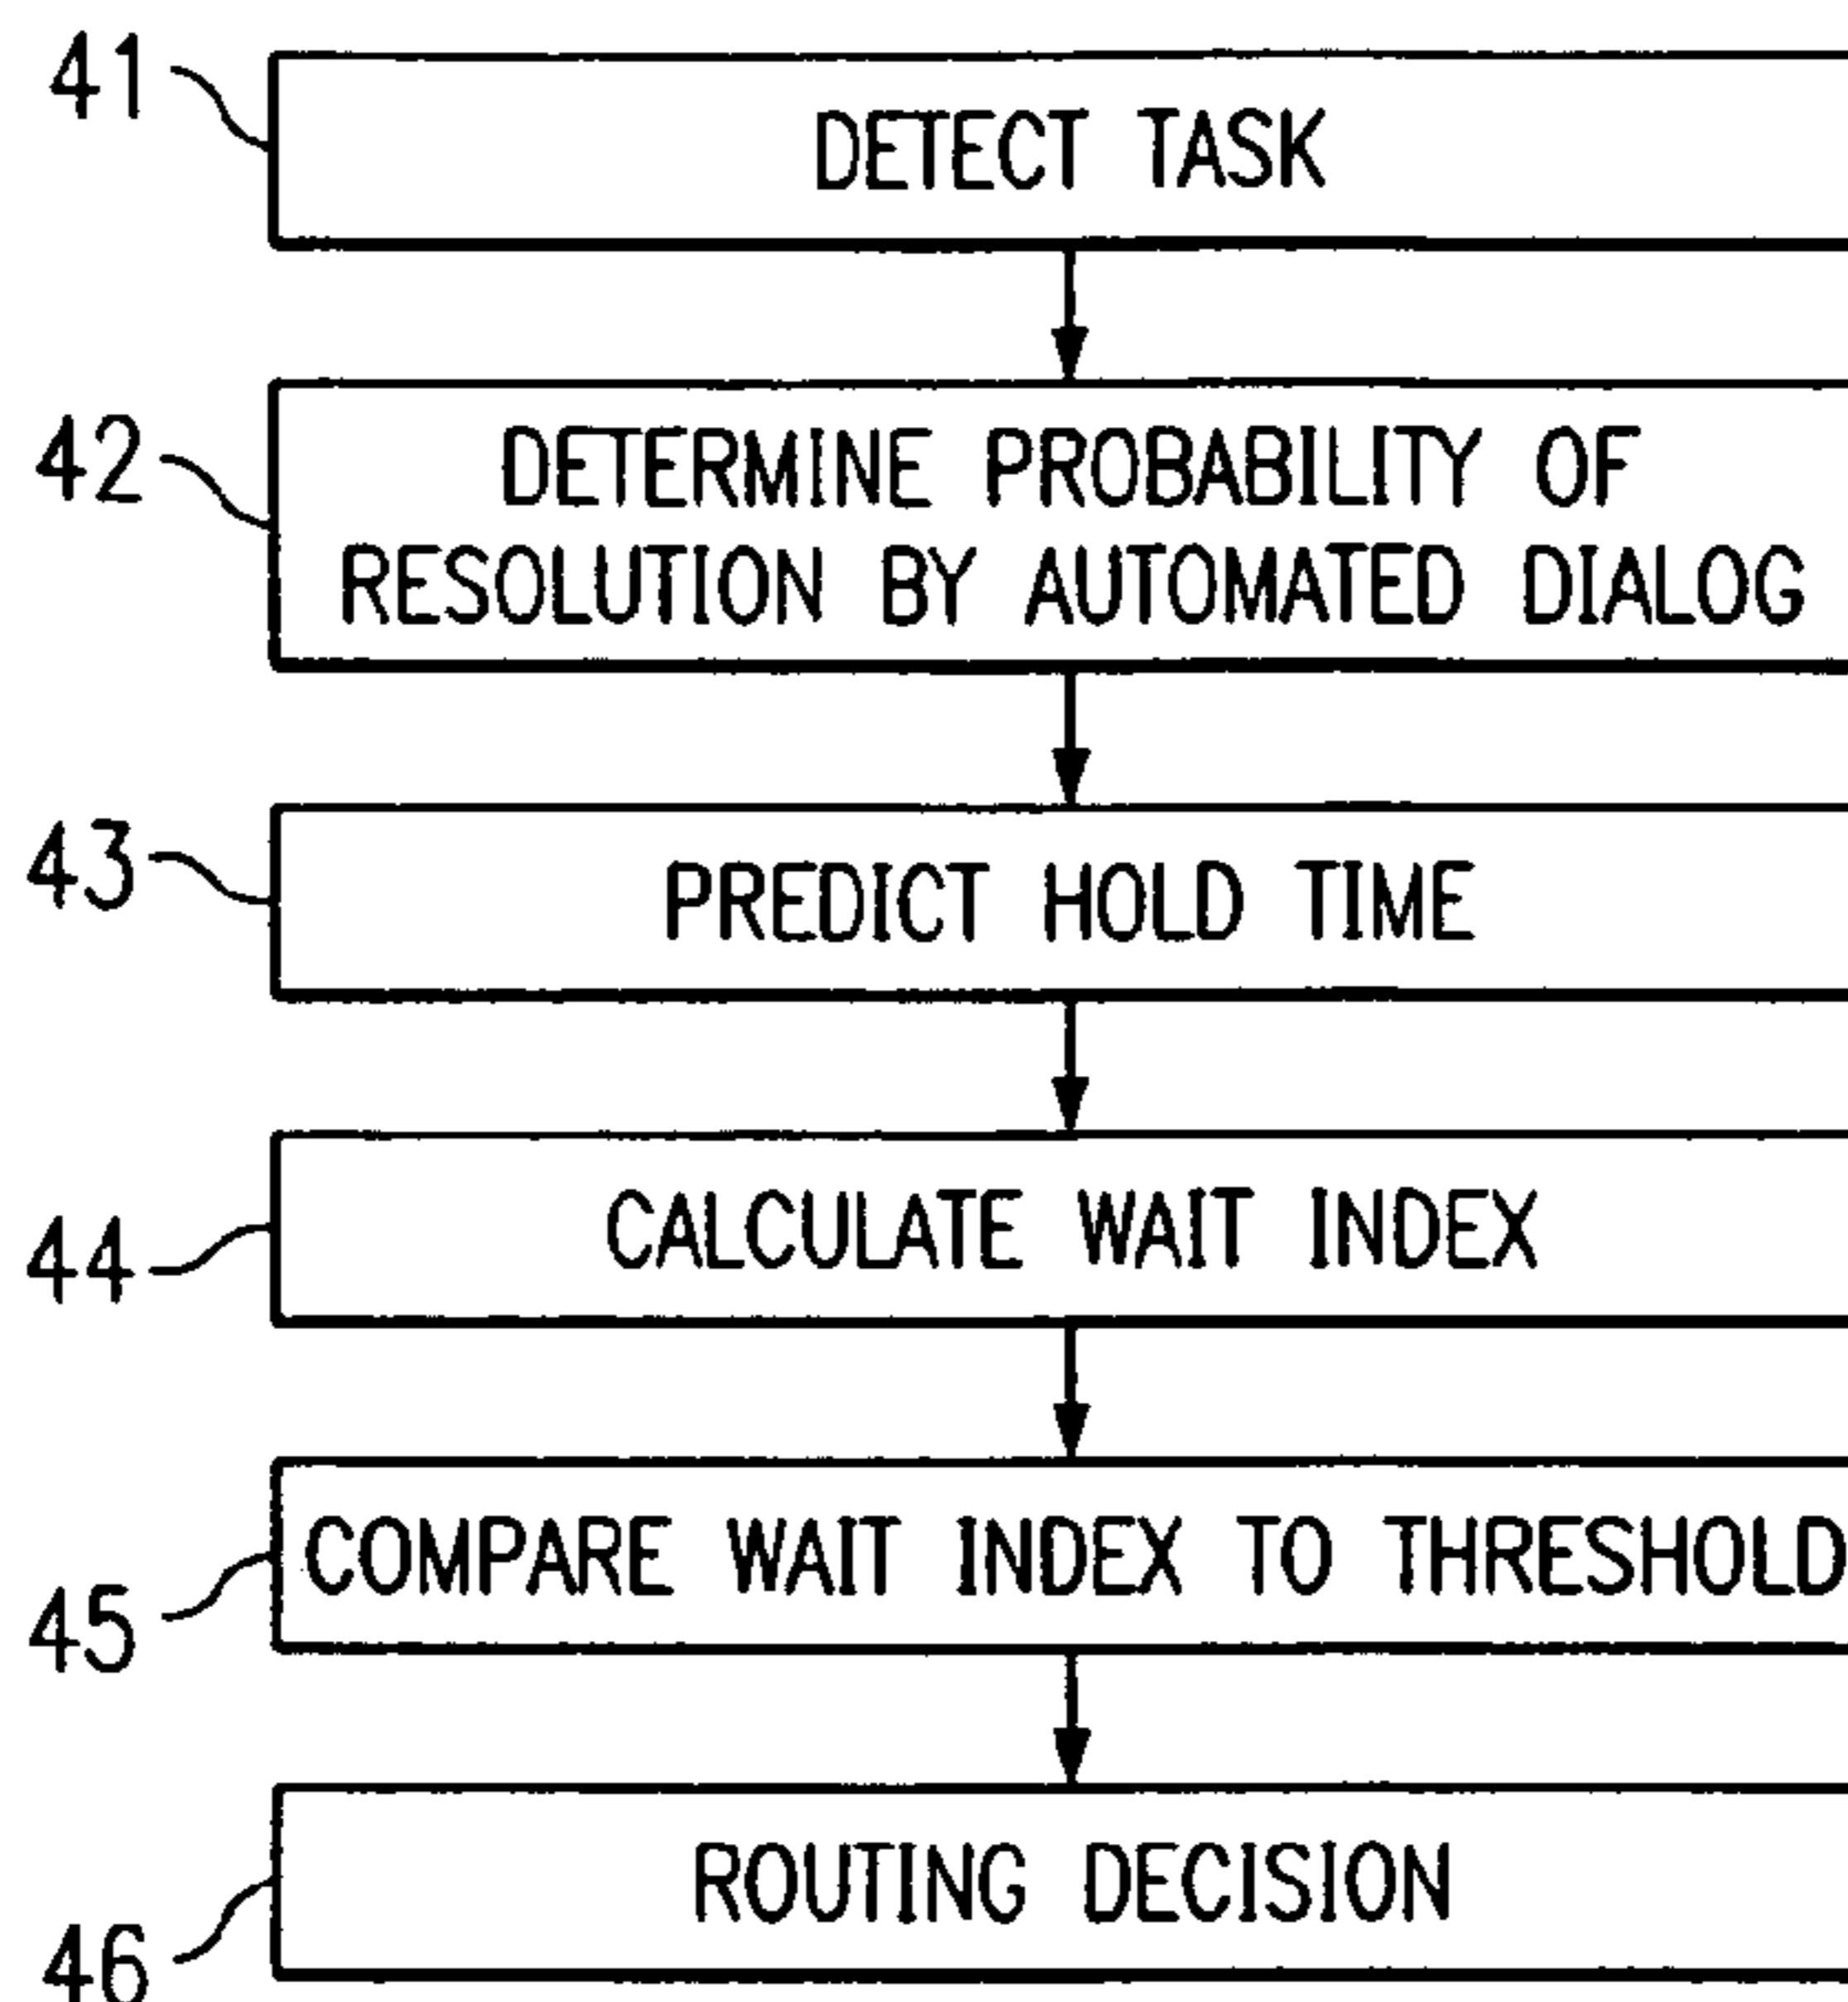 41
DETECT TASK
42
DETERMINE PROBABILITY OF
RESOLUTION BY AUTOMATED DIALOG
43
PREDICT HOLD TIME
44
CALCULATE WAIT INDEX
45
COMPARE WAIT INDEX TO THRESHOLD
46
ROUTING DECISION